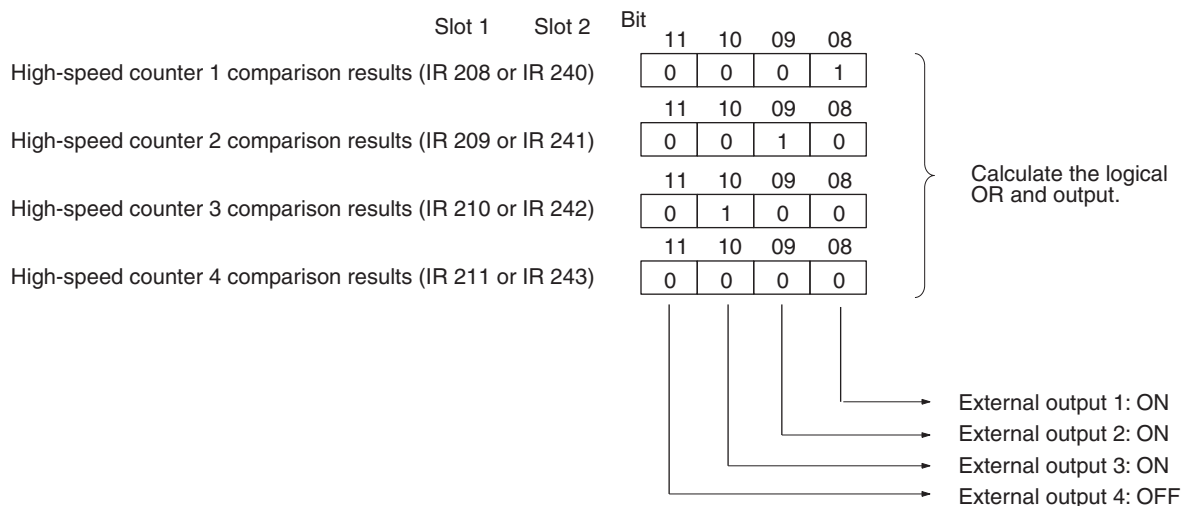 Slot 1 Slot 2 Bit
11 10 09 08
High-speed counter 1 comparison results (IR 208 or IR 240) 0 0 0 1
11 10 09 08
High-speed counter 2 comparison results (IR 209 or IR 241) 0 0 1 0
11 10 09 08
High-speed counter 3 comparison results (IR 210 or IR 242) 0 1 0 0
11 10 09 08
High-speed counter 4 comparison results (IR 211 or IR 243) 0 0 0 0
Calculate the logical
OR and output.
External output 1: ON
External output 2: ON
External output 3: ON
External output 4: OFF